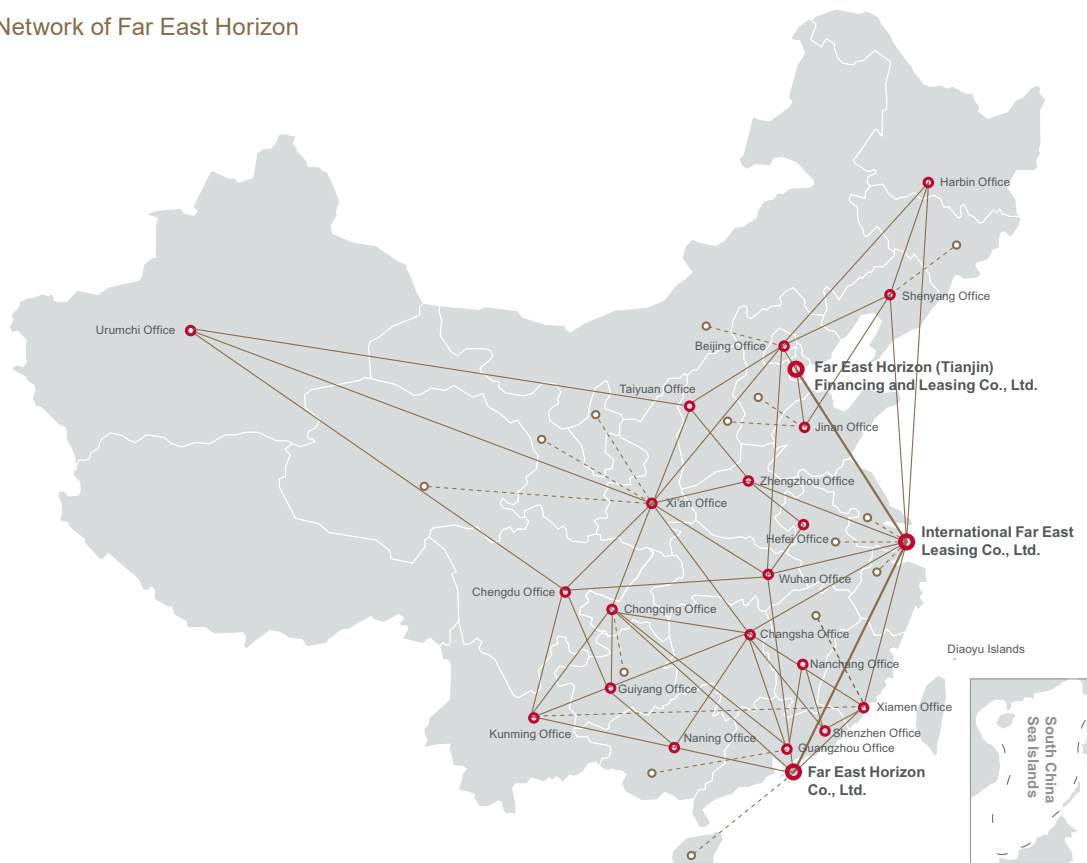 Network of Far East Horizon
Harbin Office
Shenyang Office
Urumchi Office
Beijing Office
Far East Horizon (Tianjin)
Financing and Leasing Co., Ltd.
Taiyuan Office
Jinan Office
Zhengzhou Office
Xi'an Office
International Far East
Leasing Co., Ltd.
Hefei Office
Wuhan Office
Chengdu Office
Chongqing Office
Changsha Office
Diaoyu Islands
Nanchang Office
Guiyang Office
Xiamen Office
Kunming Office
Shenzhen Office
Naning Office
Guangzhou Office
Far East Horizon
Co., Ltd.
South China
Sea Islands